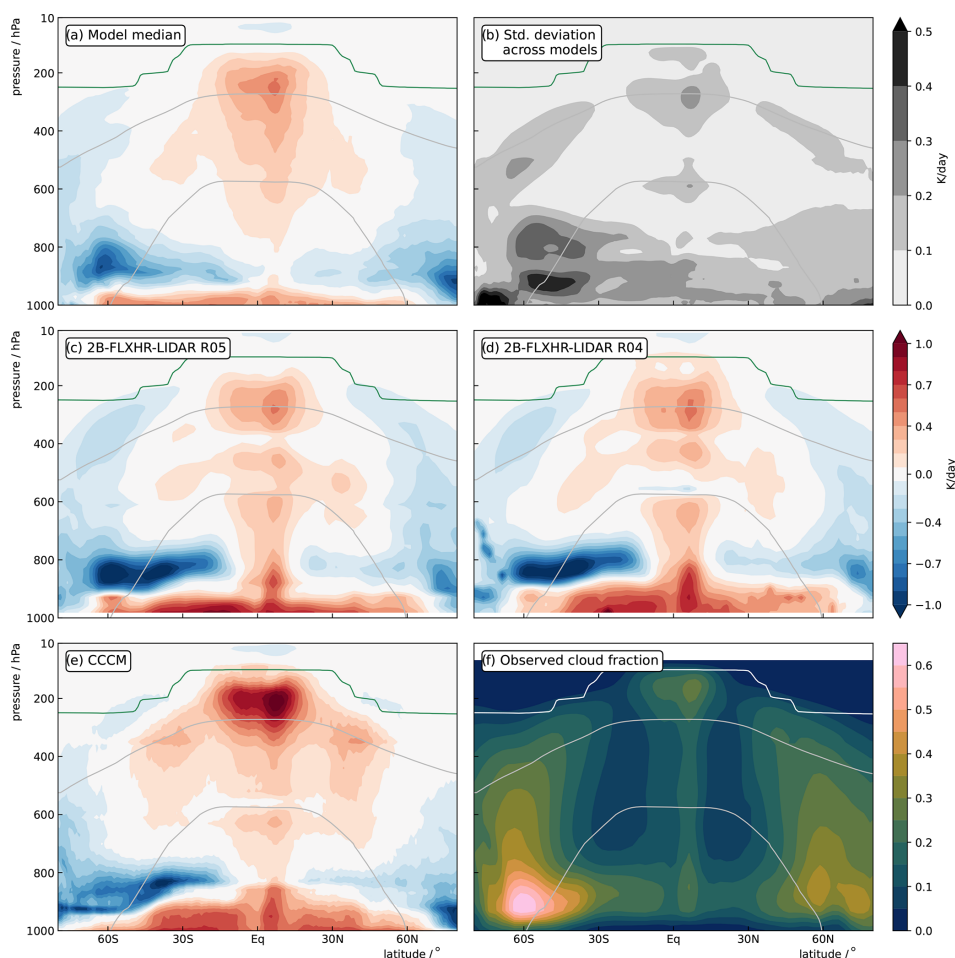 (a) Model median
(b) Std. deviation
across models
pressure / hPa
10
200
400
600
800
1000
0.5
0.4
0.3
0.2
0.1
0.0
K/day
(c) 2B-FLXHR-LIDAR R05
(d) 2B-FLXHR-LIDAR R04
pressure / hPa
10
200
400
600
800
1000
1.0
0.7
0.4
0.0
−0.4
−0.7
−1.0
K/day
(e) CCCM
(f) Observed cloud fraction
pressure / hPa
10
200
400
600
800
1000
0.6
0.5
0.4
0.3
0.2
0.1
0.0
60S 30S Eq 30N 60N
60S 30S Eq 30N 60N
latitude / °
latitude / °